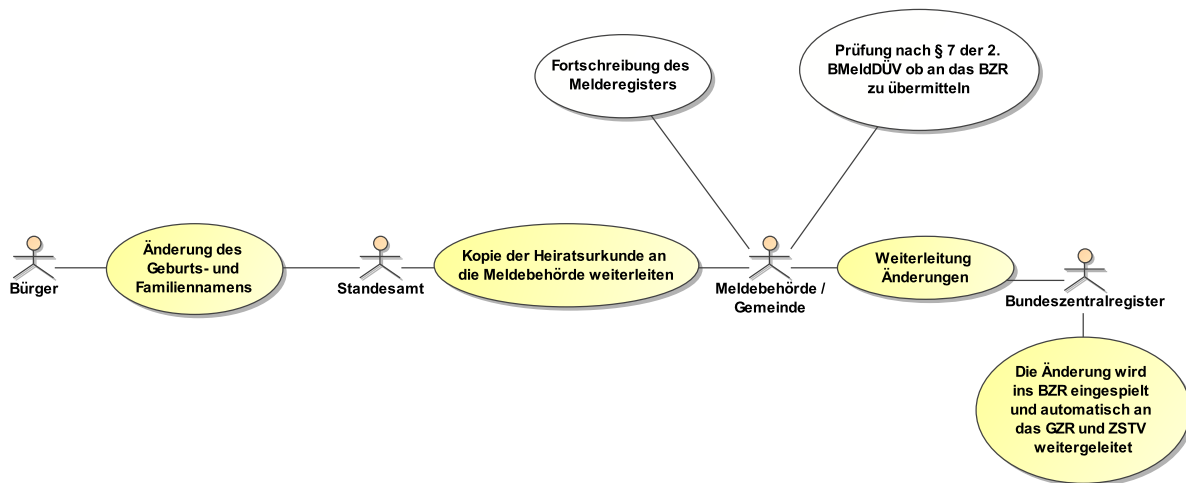 Fortschreibung des
Melderegisters
Prüfung nach § 7 der 2.
BMeldDÜV ob an das BZR
zu übermitteln
Bürger
Änderung des
Geburts- und
Familiennamens
Standesamt
Kopie der Heiratsurkunde an
die Meldebehörde weiterleiten
Meldebehörde /
Gemeinde
Weiterleitung
Änderungen
Bundeszentralregister
Die Änderung wird
ins BZR eingespielt
und automatisch an
das GZR und ZSTV
weitergeleitet